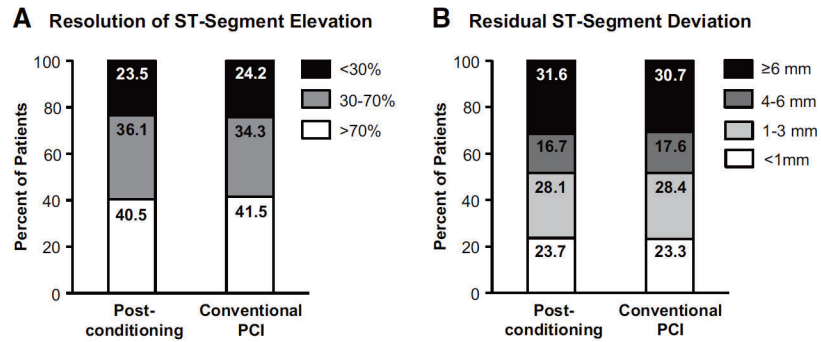 A Resolution of ST-Segment Elevation
Percent of Patients
100
80
60
40
20
0
23.5
36.1
40.5
24.2
34.3
41.5
<30%
30-70%
>70%
Post-
conditioning
Conventional
PCI
B Residual ST-Segment Deviation
Percent of Patients
100
80
60
40
20
0
31.6
16.7
28.1
23.7
30.7
17.6
28.4
23.3
≥6 mm
4-6 mm
1-3 mm
<1mm
Post-
conditioning
Conventional
PCI